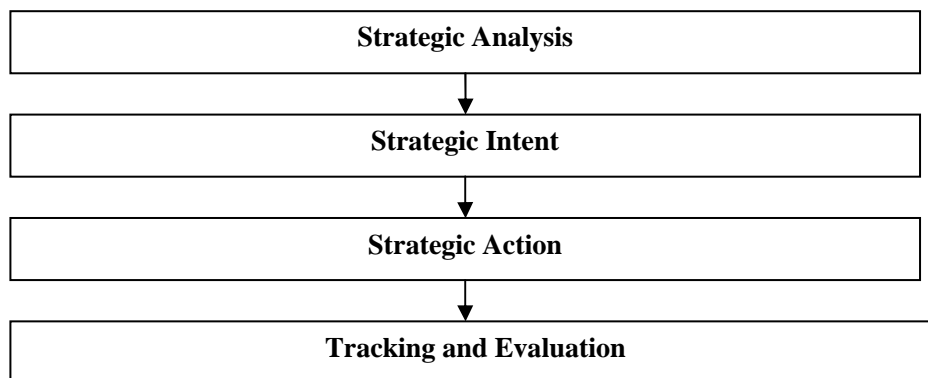 Strategic Analysis
Strategic Intent
Strategic Action
Tracking and Evaluation